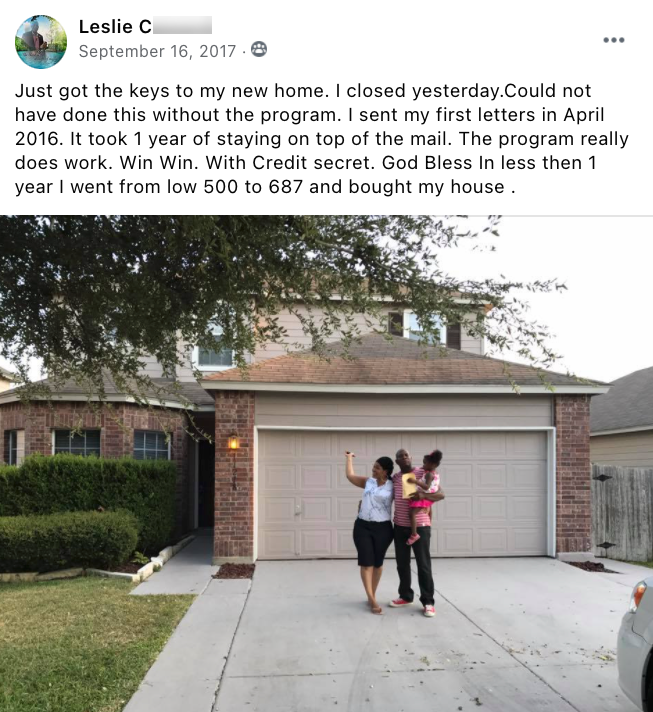 Leslie C
September 16, 2017 ·
Just got the keys to my new home. I closed yesterday.Could not
have done this without the program. I sent my first letters in April
2016. It took 1 year of staying on top of the mail. The program really
does work. Win Win. With Credit secret. God Bless In less then 1
year I went from low 500 to 687 and bought my house .